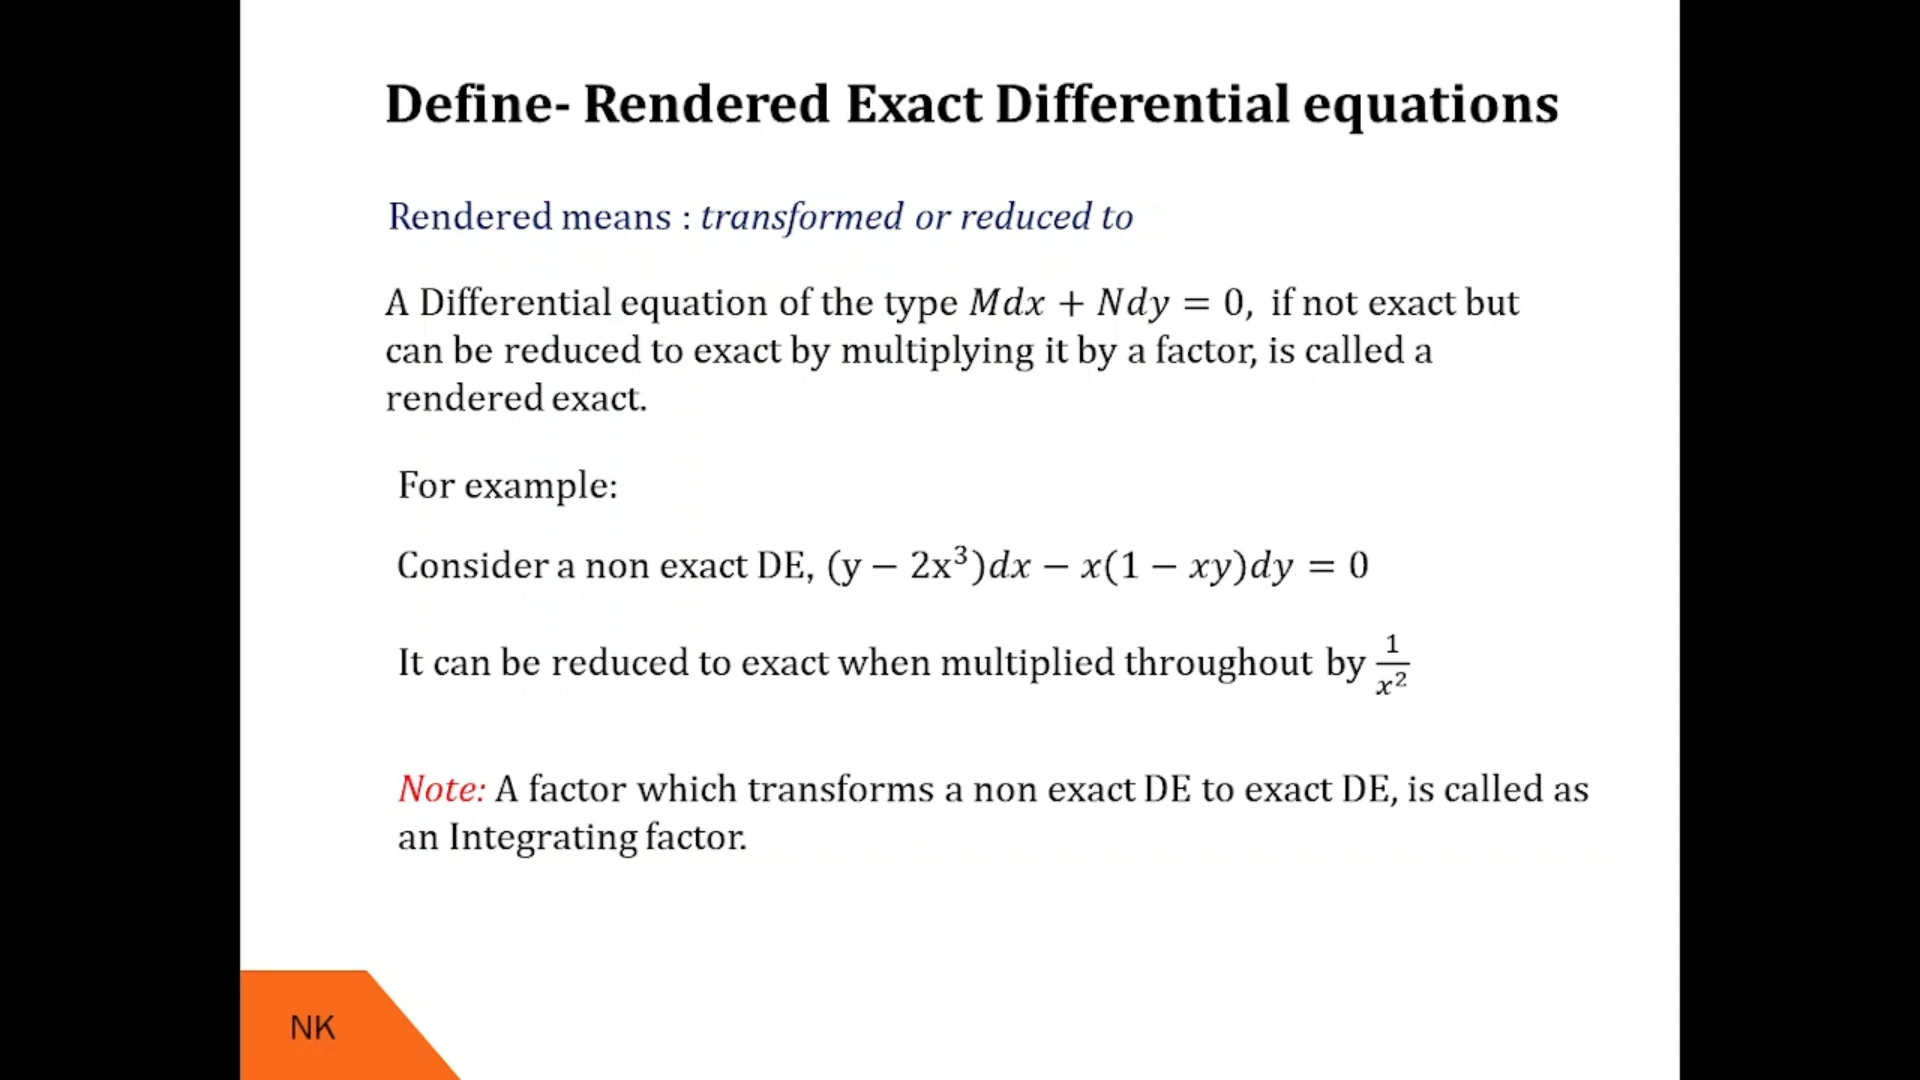 Define- Rendered Exact Differential equations
Rendered means : transformed or reduced to
A Differential equation of the type Mdx + Ndy = 0, if not exact but
can be reduced to exact by multiplying it by a factor, is called a
rendered exact.
For example:
Consider a non exact DE, (y − 2x³)dx − x(1 − xy)dy = 0
It can be reduced to exact when multiplied throughout by 1/x²
Note: A factor which transforms a non exact DE to exact DE, is called as
an Integrating factor.
NK